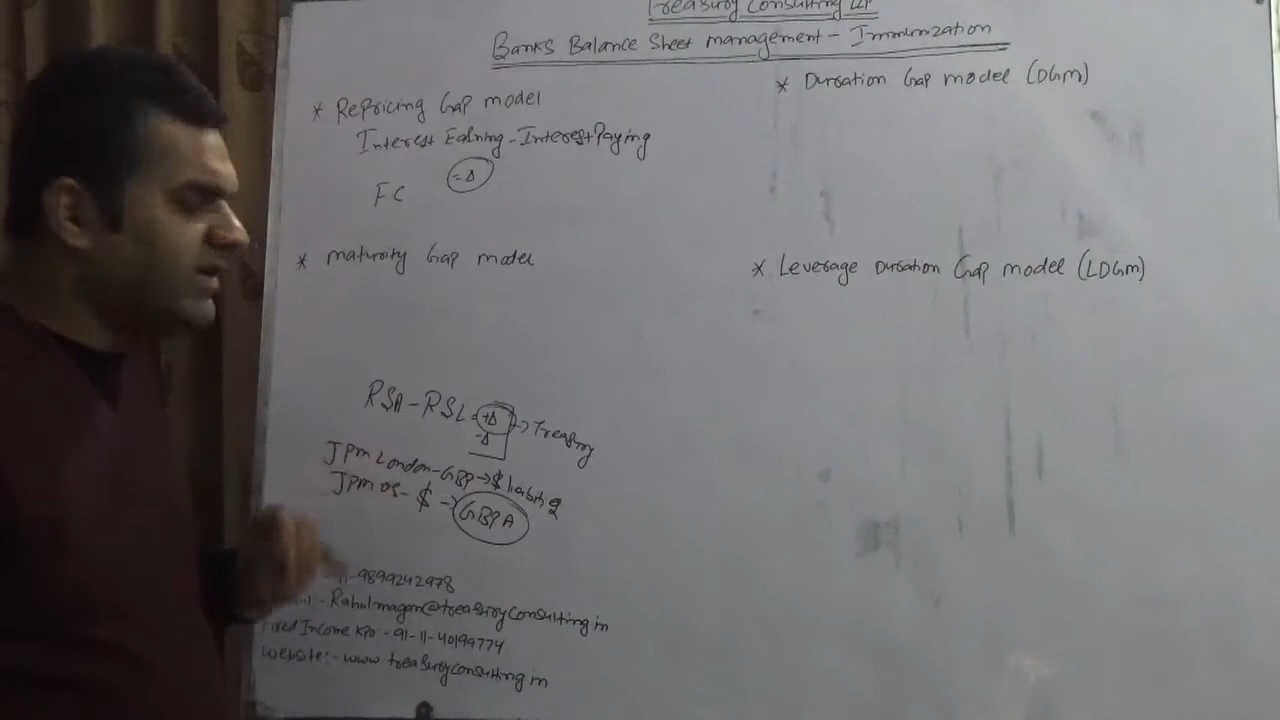 Treasury Consulting LLP
Banks Balance Sheet management - Immunization
* Repricing Gap model
Interest Earning - Interest Paying
= Δ
FC
* maturity Gap model
* Duration Gap model (DGM)
* Leverage Duration Gap model (LDGM)
RSA - RSL = +Δ → Treasury
-Δ
JPM London - GBP → $ liability
JPM US - $ → GBP A
-9899242978
- Rahulmagan@treasuryconsulting.in
Fixed Income KPO - 91-11-40199774
Website:- www.treasuryconsulting.in